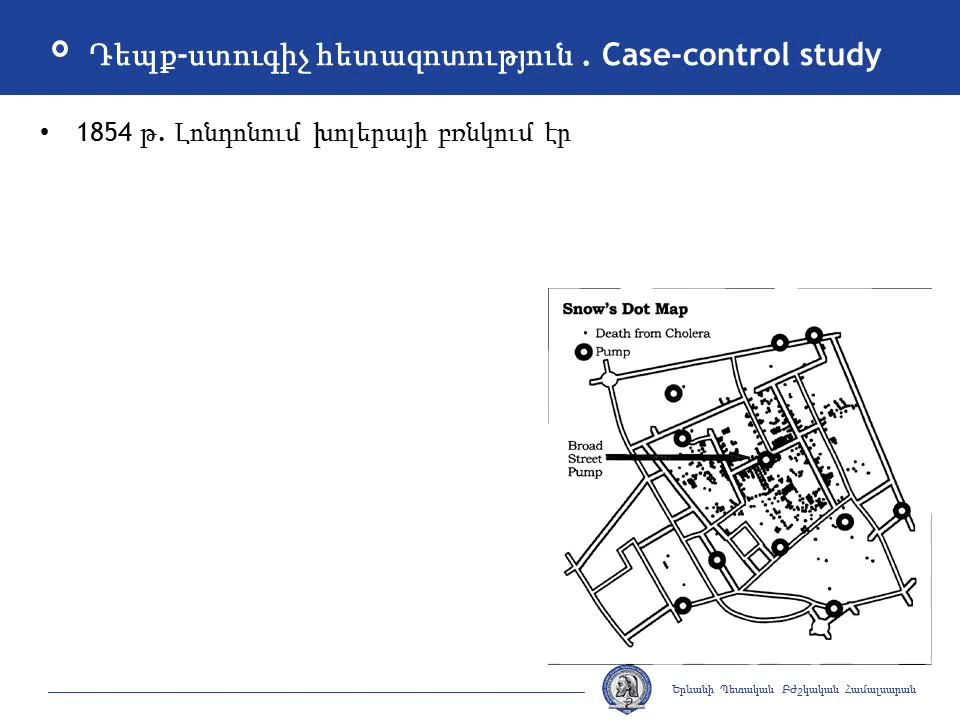 ° Դեպք-ստուգիչ հետազոտություն . Case-control study
• 1854 թ. Լոնդոնում խոլերայի բռնկում էր
Snow's Dot Map
Death from Cholera
Pump
Broad
Street
Pump
Երևանի Պետական Բժշկական Համալսարան